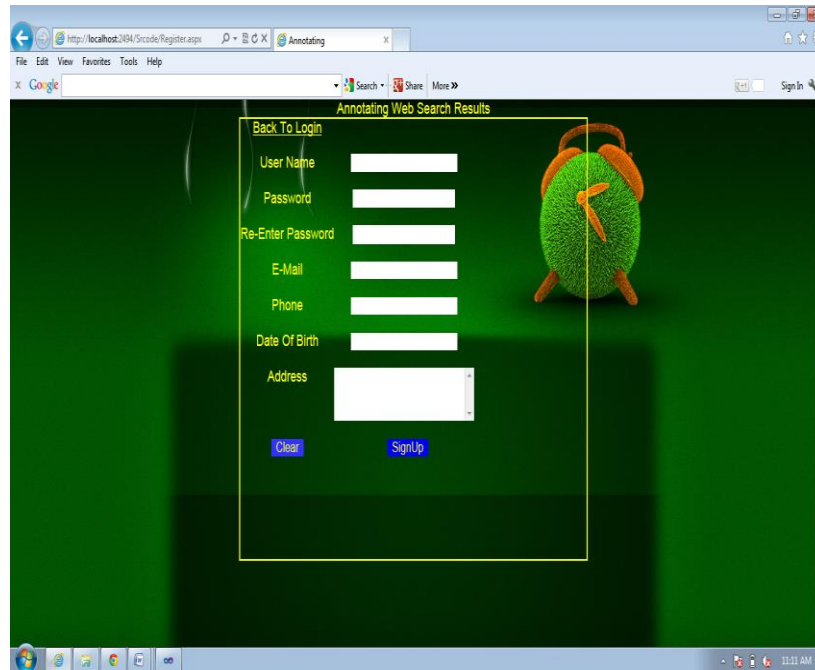 http://localhost:2494/Srcode/Register.aspx
Annotating
File Edit View Favorites Tools Help
x Google Search Share More »
Sign In
Annotating Web Search Results
Back To Login
User Name
Password
Re-Enter Password
E-Mail
Phone
Date Of Birth
Address
Clear SignUp
11:11 AM